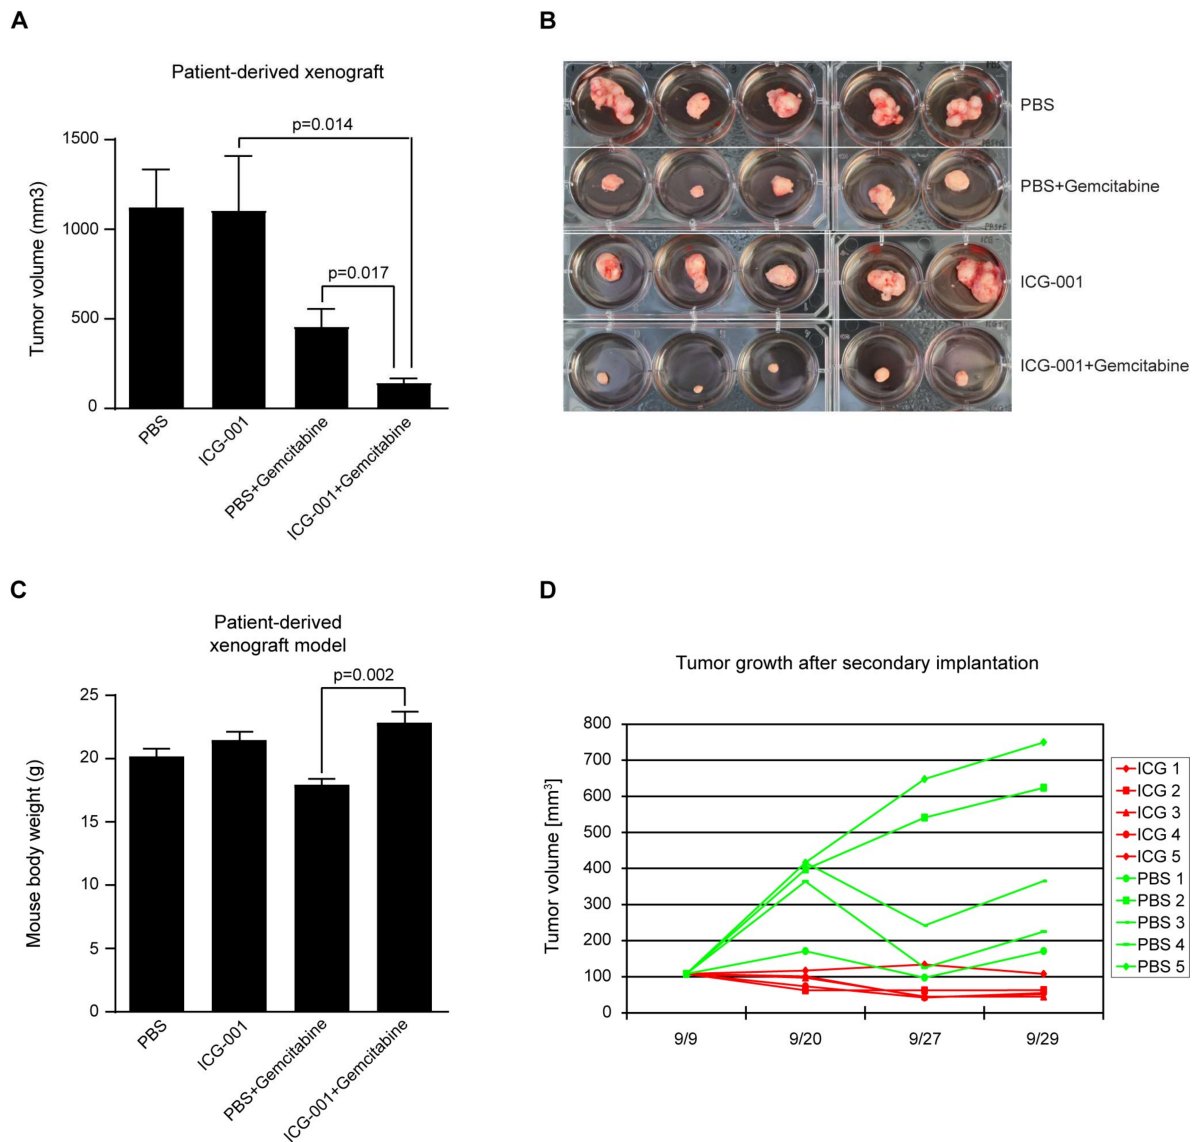 A
Patient-derived xenograft
Tumor volume (mm3)
1500
1000
500
0
p=0.014
p=0.017
PBS
ICG-001
PBS+Gemcitabine
ICG-001+Gemcitabine
B
PBS
PBS+Gemcitabine
ICG-001
ICG-001+Gemcitabine
C
Patient-derived
xenograft model
Mouse body weight (g)
25
20
15
10
5
0
p=0.002
PBS
ICG-001
PBS+Gemcitabine
ICG-001+Gemcitabine
D
Tumor growth after secondary implantation
Tumor volume [mm³]
800
700
600
500
400
300
200
100
0
9/9
9/20
9/27
9/29
ICG 1
ICG 2
ICG 3
ICG 4
ICG 5
PBS 1
PBS 2
PBS 3
PBS 4
PBS 5